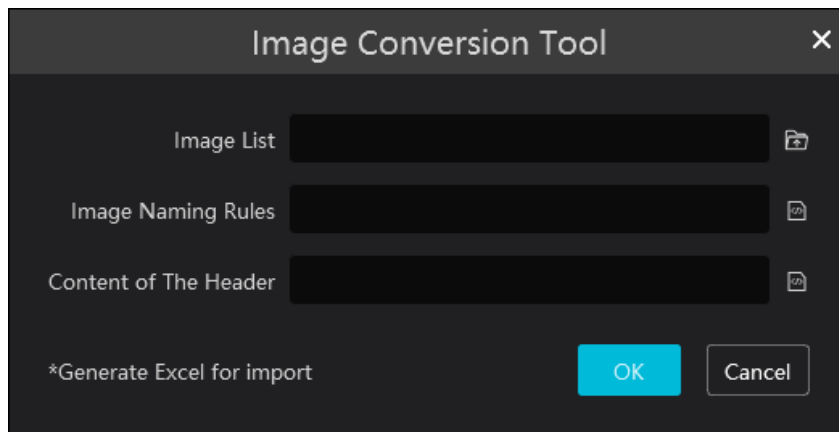 Image Conversion Tool
Image List
Image Naming Rules
Content of The Header
*Generate Excel for import
OK
Cancel